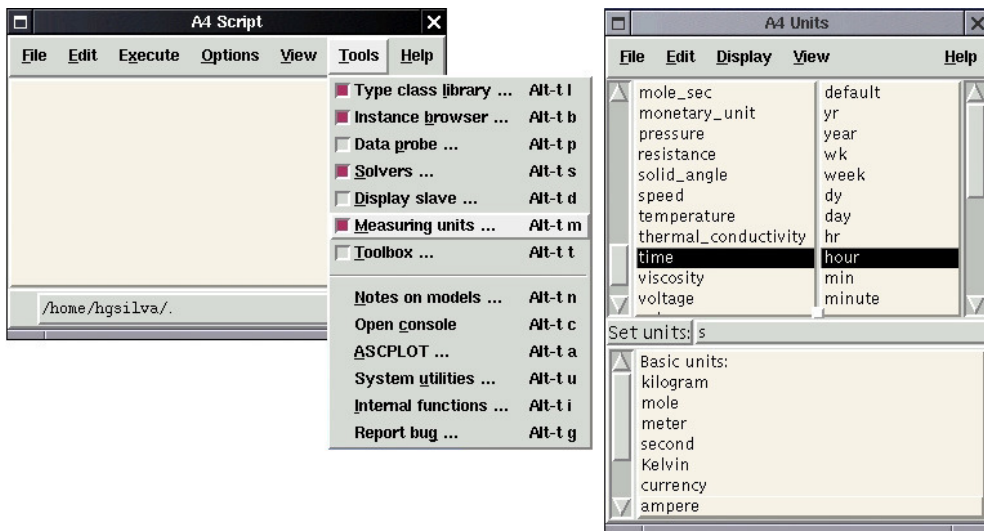 A4 Script
File Edit Execute Options View Tools Help
Type class library ... Alt-t l
Instance browser ... Alt-t b
Data probe ... Alt-t p
Solvers ... Alt-t s
Display slave ... Alt-t d
Measuring units ... Alt-t m
Toolbox ... Alt-t t
Notes on models ... Alt-t n
Open console Alt-t c
ASCPLOT ... Alt-t a
System utilities ... Alt-t u
Internal functions ... Alt-t i
Report bug ... Alt-t g
/home/hgsilva/.
A4 Units
File Edit Display View Help
mole_sec default
monetary_unit yr
pressure year
resistance wk
solid_angle week
speed dy
temperature day
thermal_conductivity hr
time hour
viscosity min
voltage minute
Set units: s
Basic units:
kilogram
mole
meter
second
Kelvin
currency
ampere